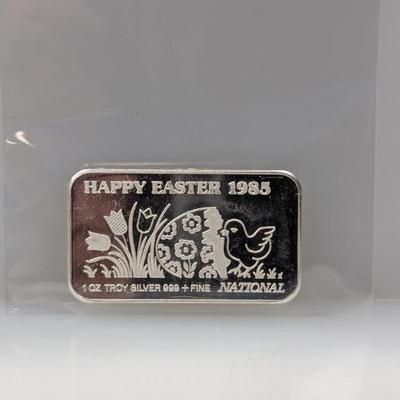 HAPPY EASTER 1985
1 OZ TROY SILVER 999 + FINE NATIONAL